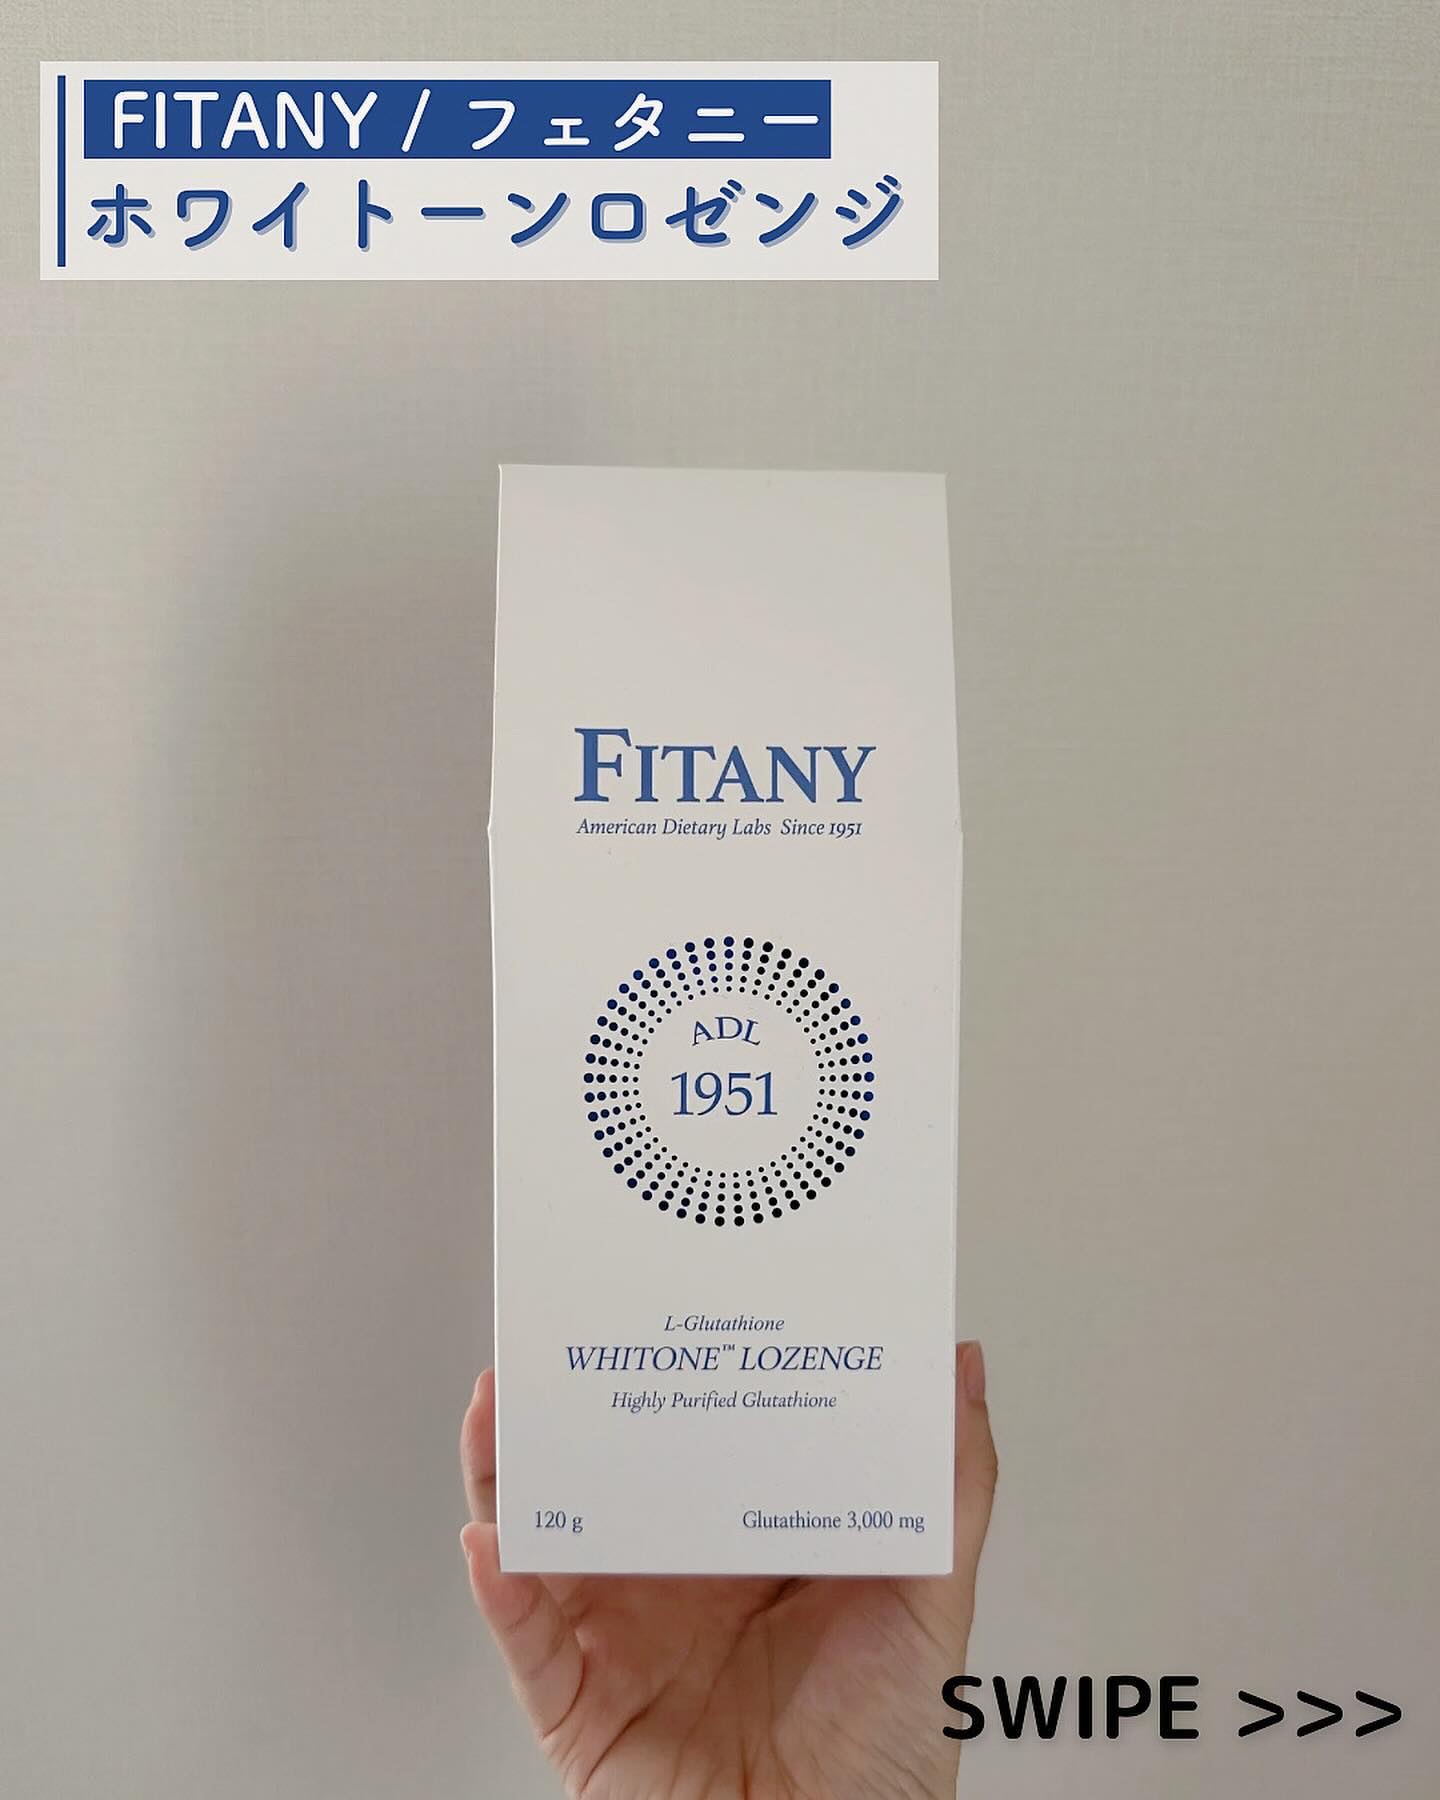 FITANY / フェタニー
ホワイトーンロゼンジ
FITANY
American Dietary Labs Since 1951
ADL
1951
L-Glutathione
WHITONE™ LOZENGE
Highly Purified Glutathione
120 g
Glutathione 3,000 mg
SWIPE >>>